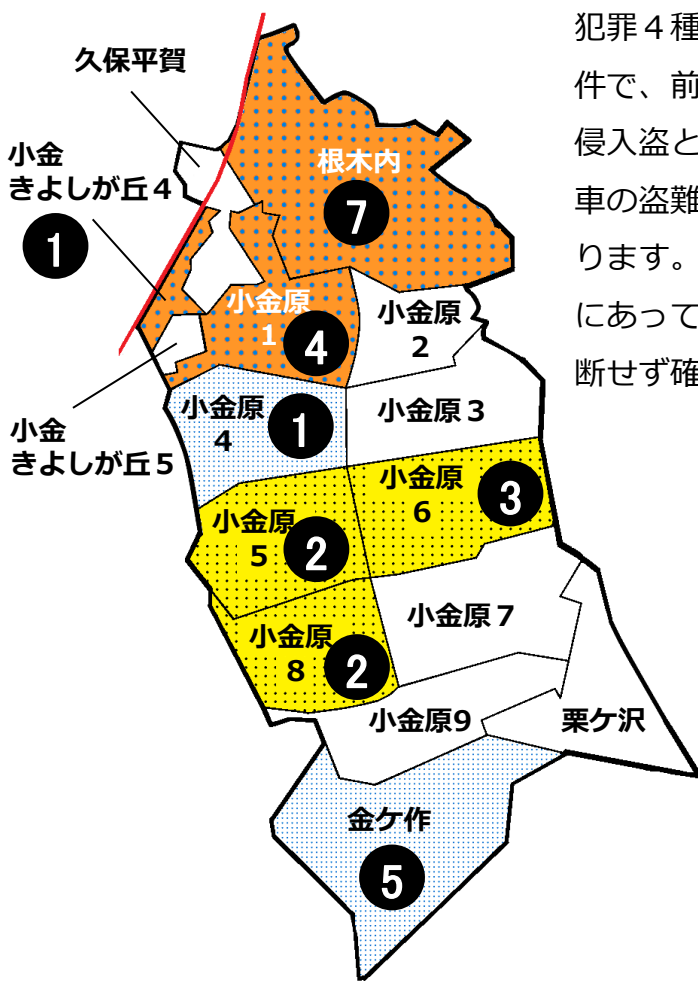 犯罪４種
件で、前
侵入盗と
車の盗難
ります。
にあって
断せず確
久保平賀
小金
きよしが丘４
1
根木内
7
小金原
1
4
小金原
2
小金
きよしが丘５
小金原
4
1
小金原３
小金原
6
3
小金原
5
2
小金原７
小金原
8
2
小金原9
栗ケ沢
金ケ作
5